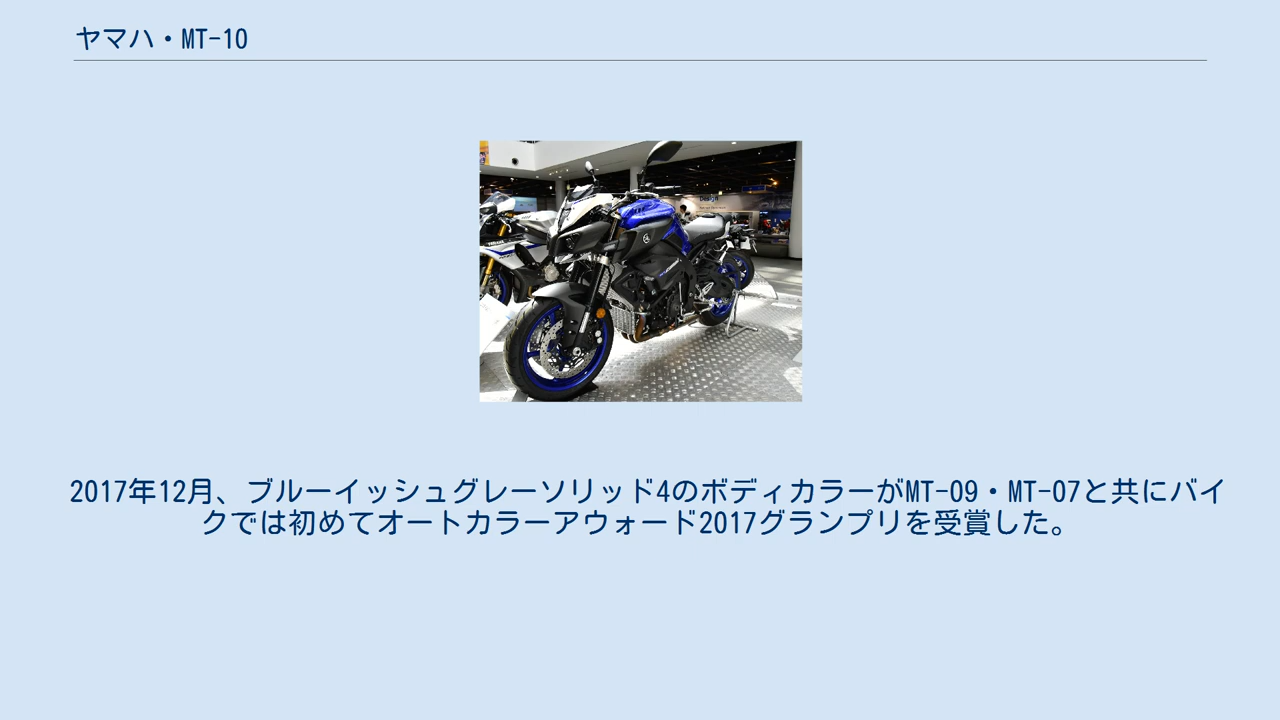 ヤマハ・MT-10
2017年12月、ブルーイッシュグレーソリッド4のボディカラーがMT-09・MT-07と共にバイ
クでは初めてオートカラーアウォード2017グランプリを受賞した。
Design